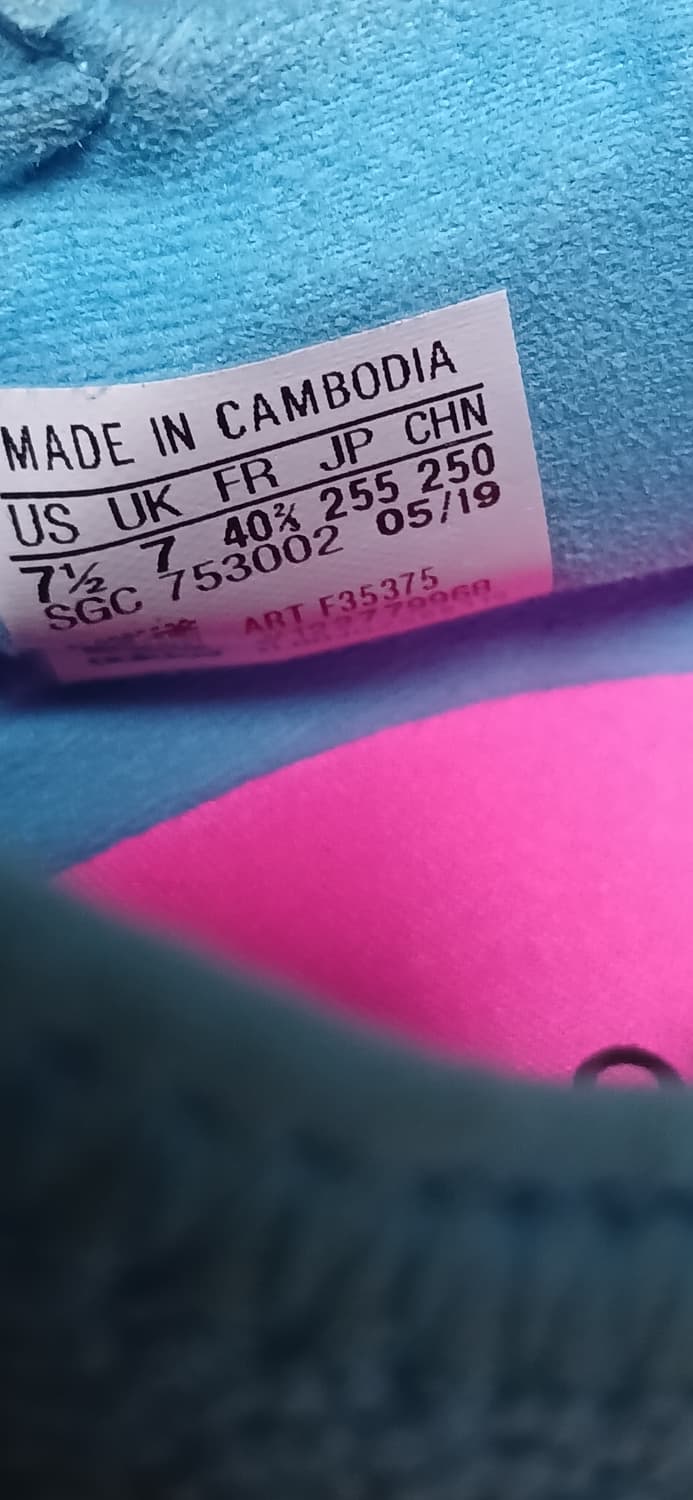 MADE IN CAMBODIA
US UK FR JP CHN
7½ 7 40⅔ 255 250
SGC 753002 05/19
ART F35375